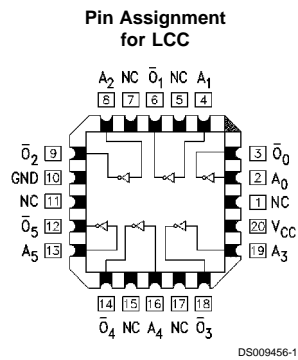 Pin Assignment
for LCC
A₂ NC Ō₁ NC A₁
8 7 6 5 4
Ō₂ 9
GND 10
NC 11
Ō₅ 12
A₅ 13
3 Ō₀
2 A₀
1 NC
20 V_CC
19 A₃
14 15 16 17 18
Ō₄ NC A₄ NC Ō₃
DS009456-1